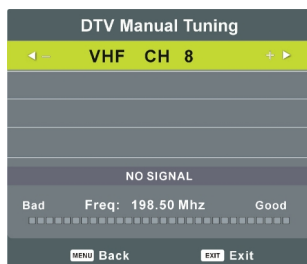 DTV Manual Tuning
− VHF CH 8 +
NO SIGNAL
Bad Freq: 198.50 Mhz Good
MENU Back EXIT Exit